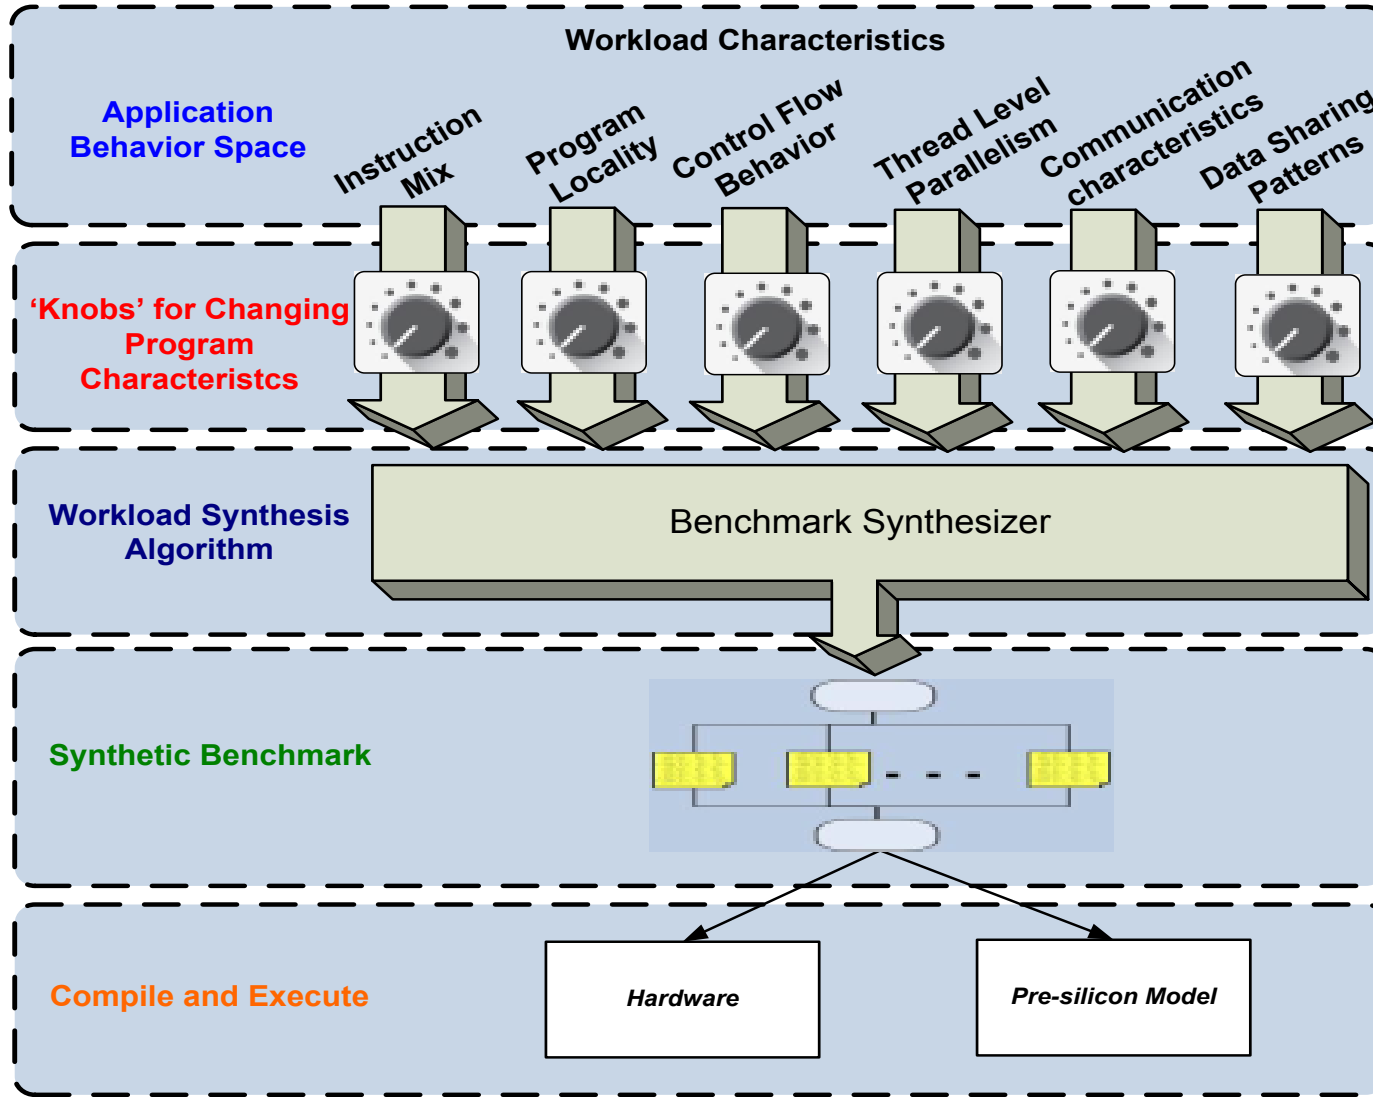 Workload Characteristics
Application
Behavior Space
Instruction
Mix
Program
Locality
Control Flow
Behavior
Thread Level
Parallelism
Communication
characteristics
Data Sharing
Patterns
‘Knobs’ for Changing
Program
Characteristcs
Workload Synthesis
Algorithm
Benchmark Synthesizer
Synthetic Benchmark
Compile and Execute
Hardware
Pre-silicon Model